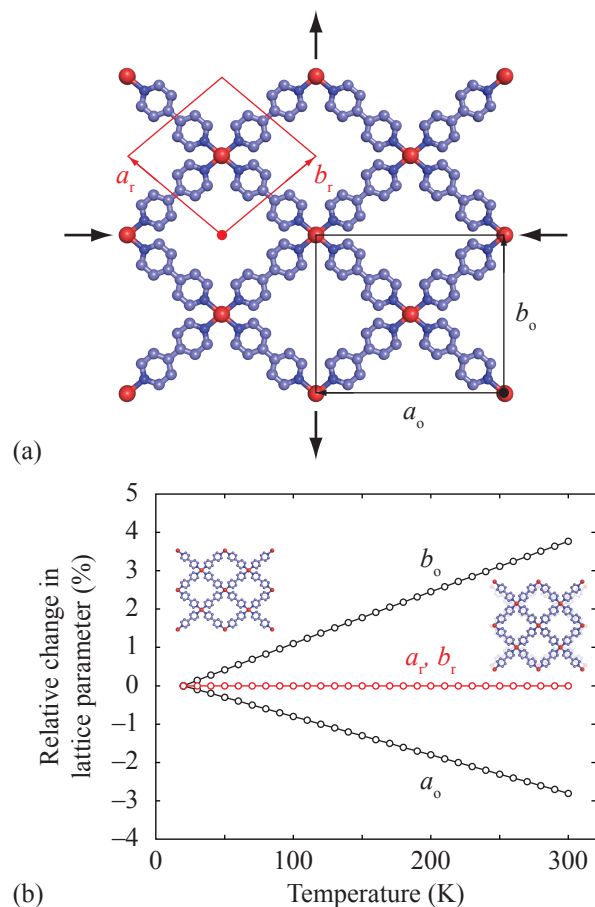 a_r
b_r
b_o
a_o
(a)
5
4
3
2
1
0
–1
–2
–3
–4
b_o
a_r, b_r
a_o
Relative change in
lattice parameter (%)
0
100
200
300
Temperature (K)
(b)